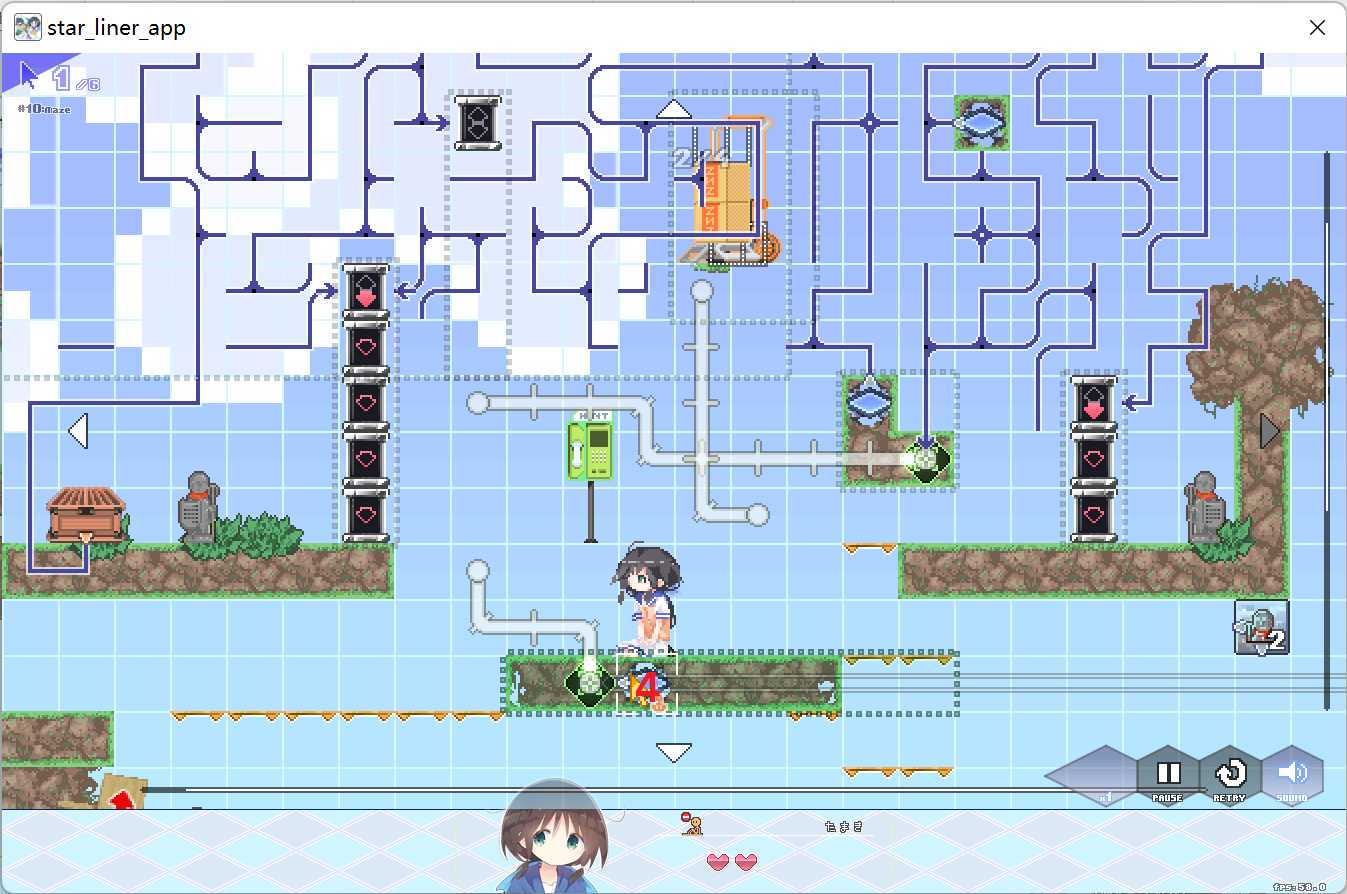 star_liner_app
1/6
#10:maze
2/4
HINT
2
4
x1
PAUSE
RETRY
SOUND
たまき
frs:58.0